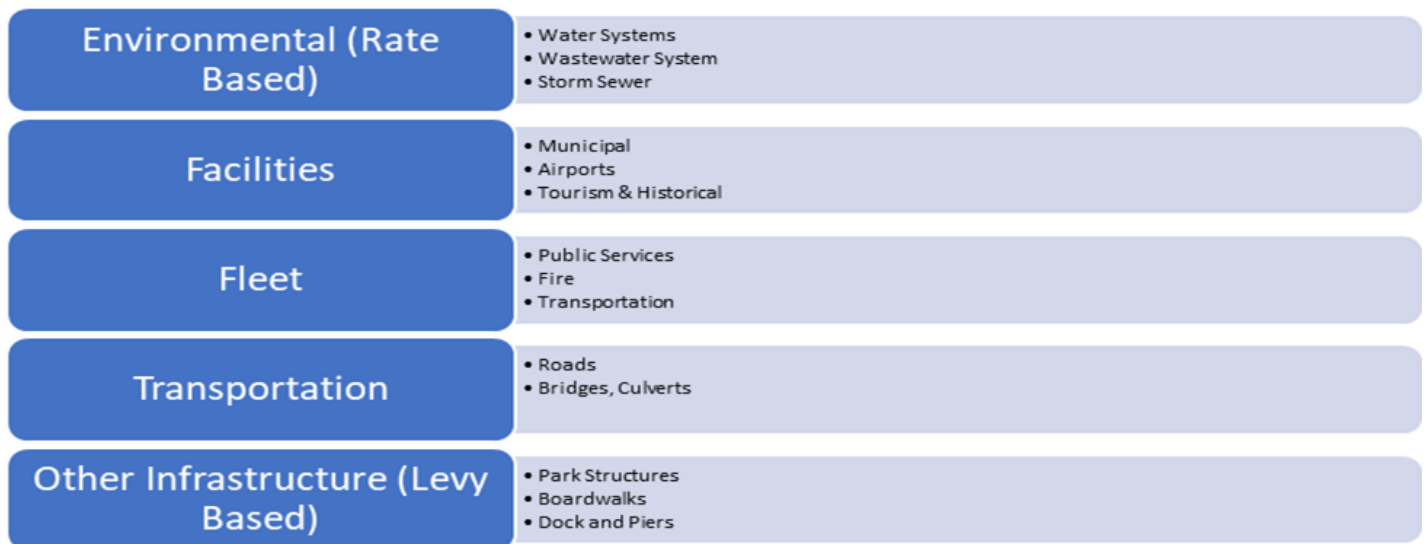 Environmental (Rate
Based)
• Water Systems
• Wastewater System
• Storm Sewer
Facilities
• Municipal
• Airports
• Tourism & Historical
Fleet
• Public Services
• Fire
• Transportation
Transportation
• Roads
• Bridges, Culverts
Other Infrastructure (Levy
Based)
• Park Structures
• Boardwalks
• Dock and Piers